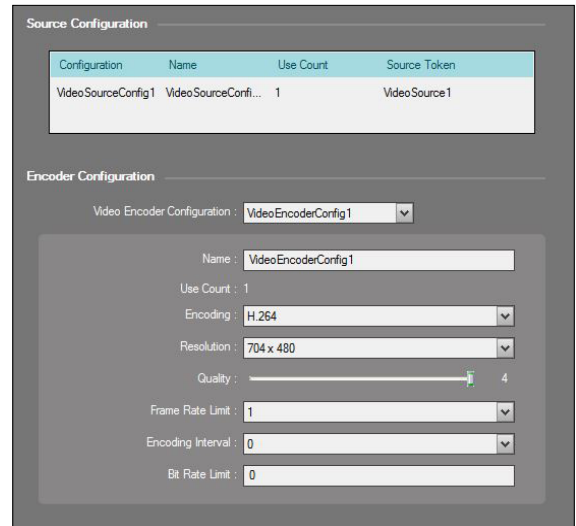 Source Configuration
Configuration Name Use Count Source Token
VideoSourceConfig1 VideoSourceConfi... 1 VideoSource1
Encoder Configuration
Video Encoder Configuration : VideoEncoderConfig1
Name : VideoEncoderConfig1
Use Count : 1
Encoding : H.264
Resolution : 704 x 480
Quality : 4
Frame Rate Limit : 1
Encoding Interval : 0
Bit Rate Limit : 0